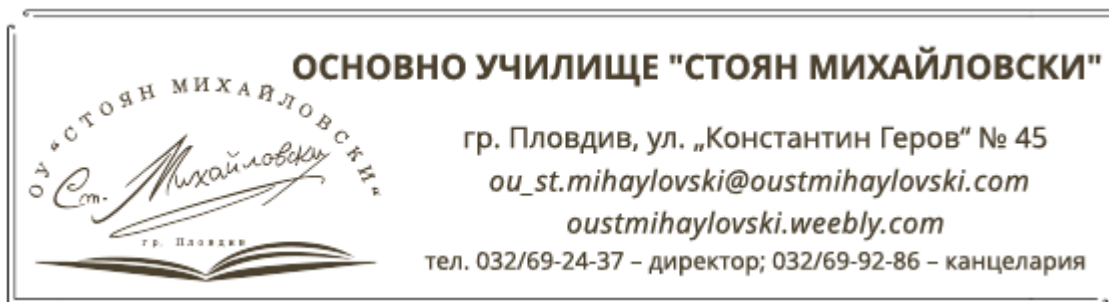 ОСНОВНО УЧИЛИЩЕ "СТОЯН МИХАЙЛОВСКИ"
гр. Пловдив, ул. „Константин Геров“ № 45
ou_st.mihaylovski@oustmihaylovski.com
oustmihaylovski.weebly.com
тел. 032/69-24-37 – директор; 032/69-92-86 – канцелария
ОУ "СТОЯН МИХАЙЛОВСКИ"
Ст. Михайловски
гр. Пловдив